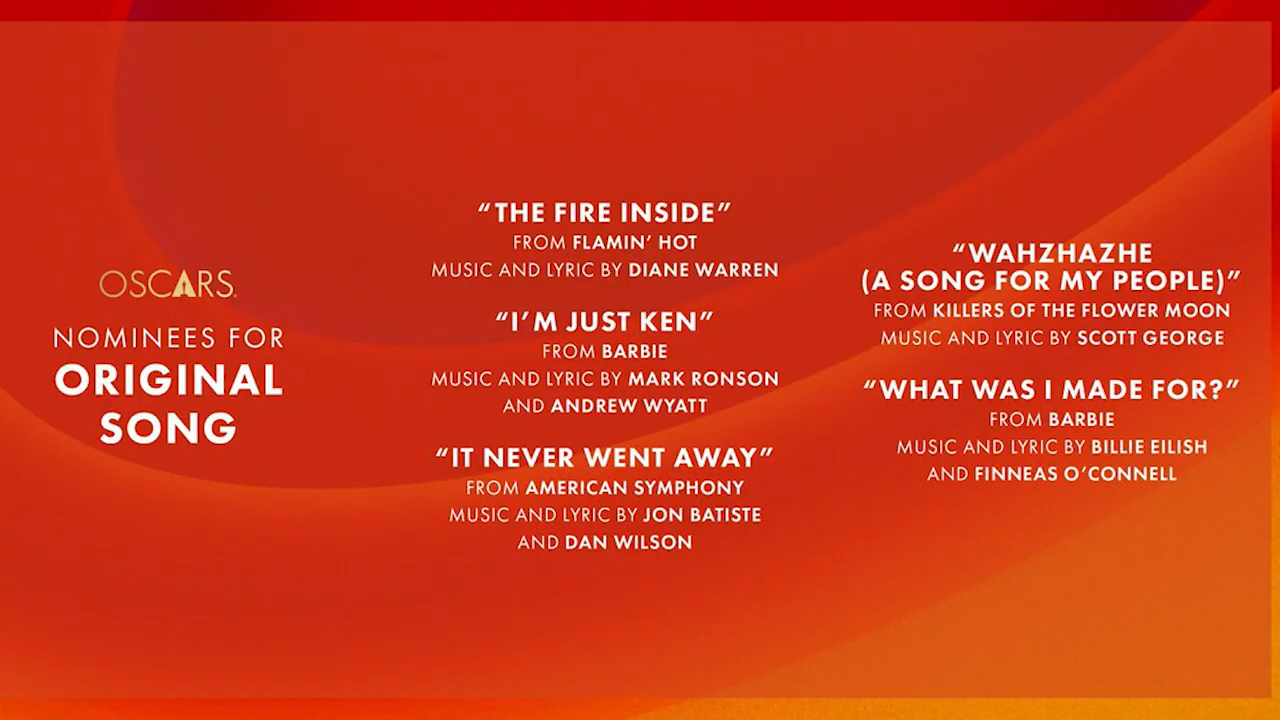 OSCARS
NOMINEES FOR
ORIGINAL
SONG
“THE FIRE INSIDE”
FROM FLAMIN’ HOT
MUSIC AND LYRIC BY DIANE WARREN
“I’M JUST KEN”
FROM BARBIE
MUSIC AND LYRIC BY MARK RONSON
AND ANDREW WYATT
“IT NEVER WENT AWAY”
FROM AMERICAN SYMPHONY
MUSIC AND LYRIC BY JON BATISTE
AND DAN WILSON
“WAHZHAZHE
(A SONG FOR MY PEOPLE)”
FROM KILLERS OF THE FLOWER MOON
MUSIC AND LYRIC BY SCOTT GEORGE
“WHAT WAS I MADE FOR?”
FROM BARBIE
MUSIC AND LYRIC BY BILLIE EILISH
AND FINNEAS O’CONNELL